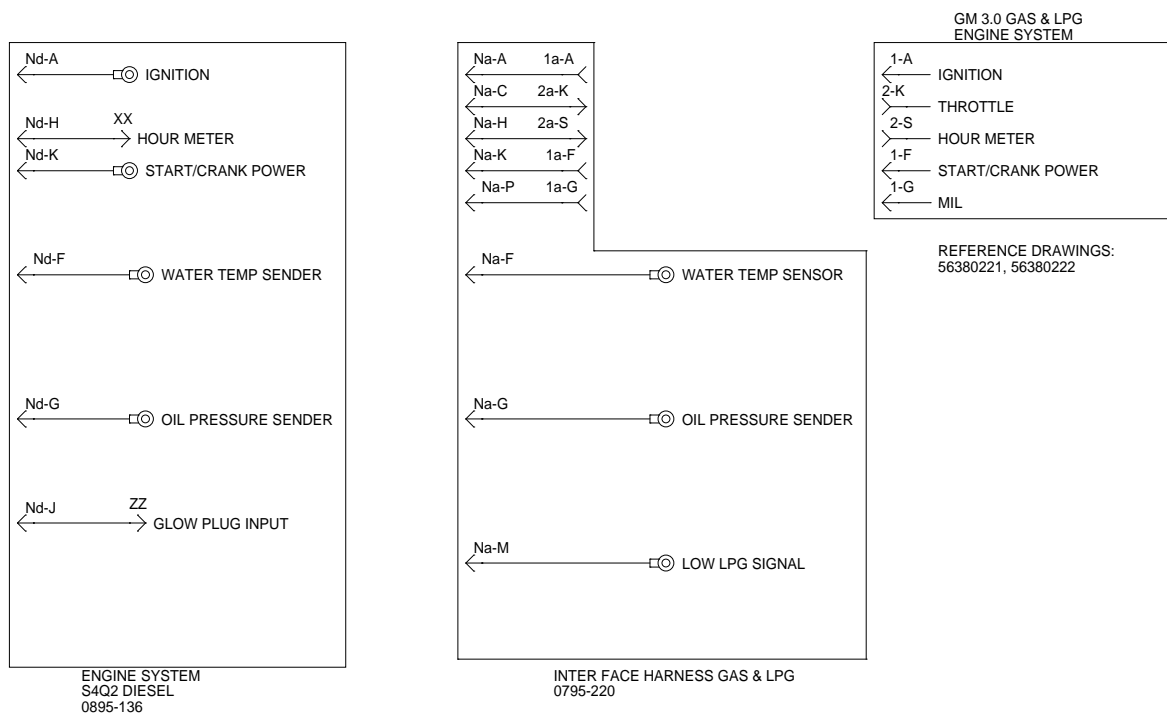 GM 3.0 GAS & LPG
ENGINE SYSTEM
Nd-A
IGNITION
Nd-H XX
HOUR METER
Nd-K
START/CRANK POWER
Nd-F
WATER TEMP SENDER
Nd-G
OIL PRESSURE SENDER
Nd-J ZZ
GLOW PLUG INPUT
ENGINE SYSTEM
S4Q2 DIESEL
0895-136
Na-A 1a-A
Na-C 2a-K
Na-H 2a-S
Na-K 1a-F
Na-P 1a-G
Na-F
WATER TEMP SENSOR
Na-G
OIL PRESSURE SENDER
Na-M
LOW LPG SIGNAL
INTER FACE HARNESS GAS & LPG
0795-220
1-A
IGNITION
2-K
THROTTLE
2-S
HOUR METER
1-F
START/CRANK POWER
1-G
MIL
REFERENCE DRAWINGS:
56380221, 56380222